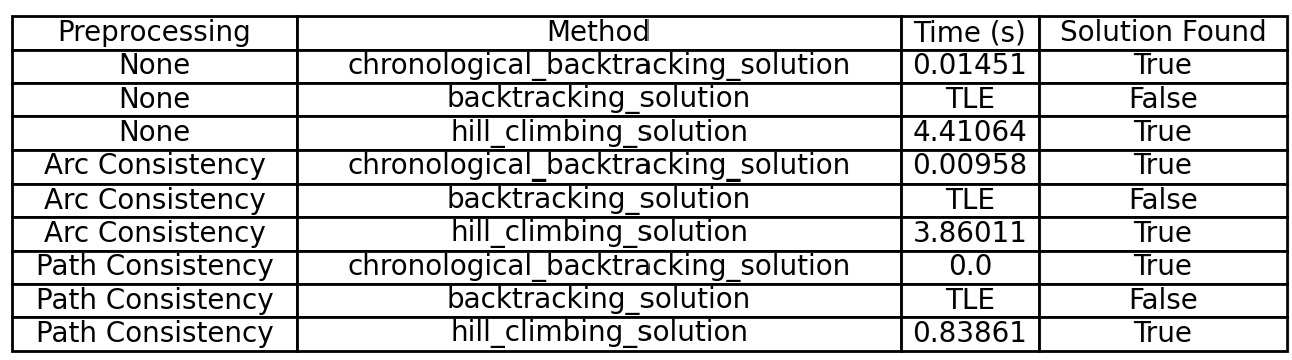 Preprocessing Method Time (s) Solution Found
None chronological_backtracking_solution 0.01451 True
None backtracking_solution TLE False
None hill_climbing_solution 4.41064 True
Arc Consistency chronological_backtracking_solution 0.00958 True
Arc Consistency backtracking_solution TLE False
Arc Consistency hill_climbing_solution 3.86011 True
Path Consistency chronological_backtracking_solution 0.0 True
Path Consistency backtracking_solution TLE False
Path Consistency hill_climbing_solution 0.83861 True